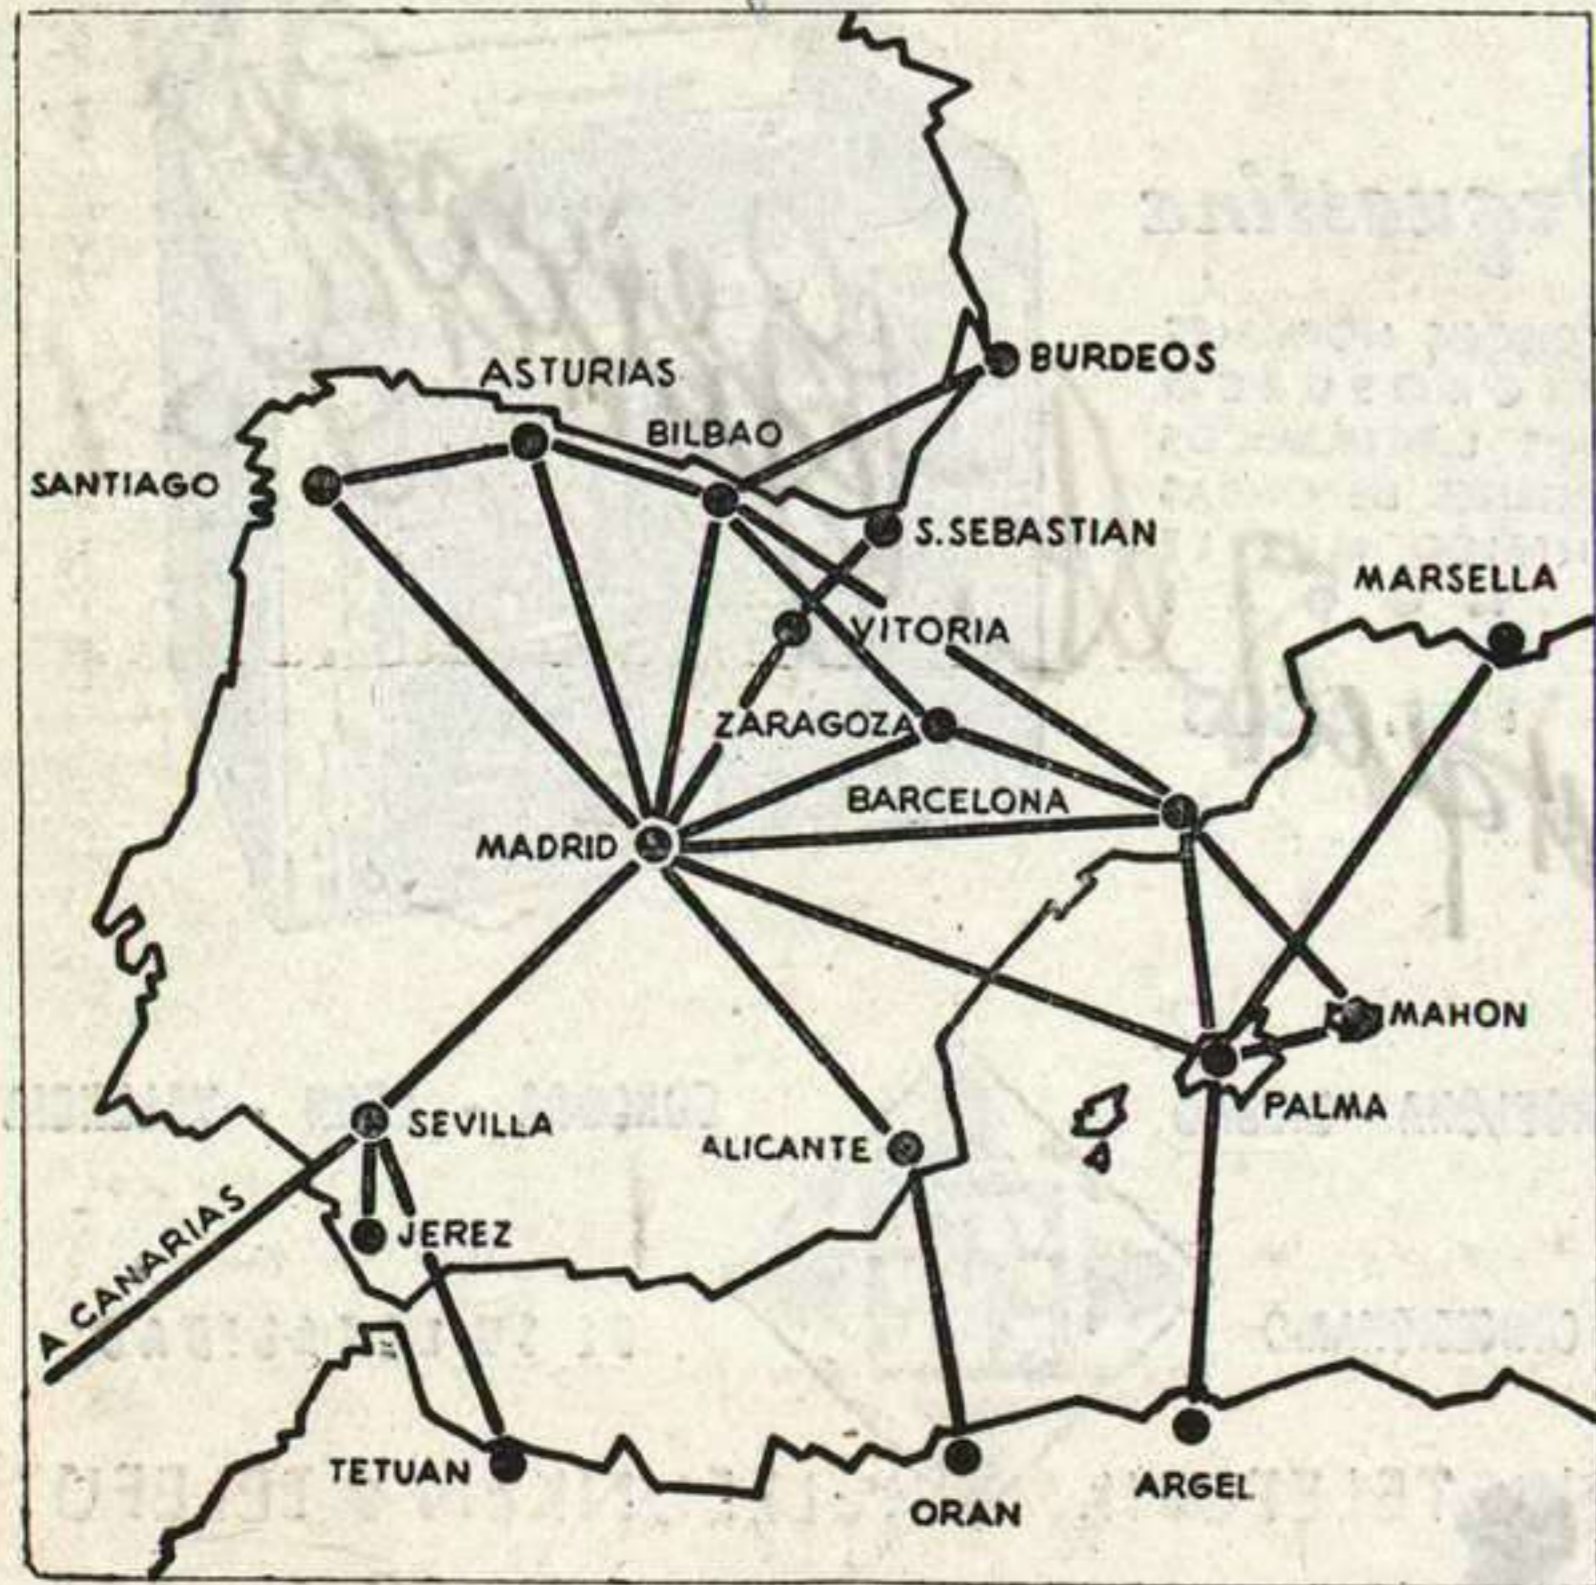 BURDEOS
ASTURIAS
BILBAO
SANTIAGO
S.SEBASTIAN
MARSELLA
VITORIA
ZARAGOZA
BARCELONA
MADRID
MAHON
PALMA
SEVILLA
ALICANTE
A CANARIAS
JEREZ
TETUAN
ARGEL
ORAN